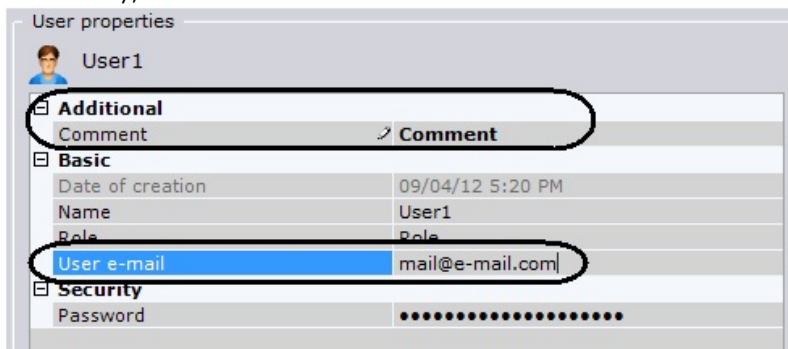 User properties
User1
Additional
Comment Comment
Basic
Date of creation 09/04/12 5:20 PM
Name User1
Role Role
User e-mail mail@e-mail.com
Security
Password ••••••••••••••••••••